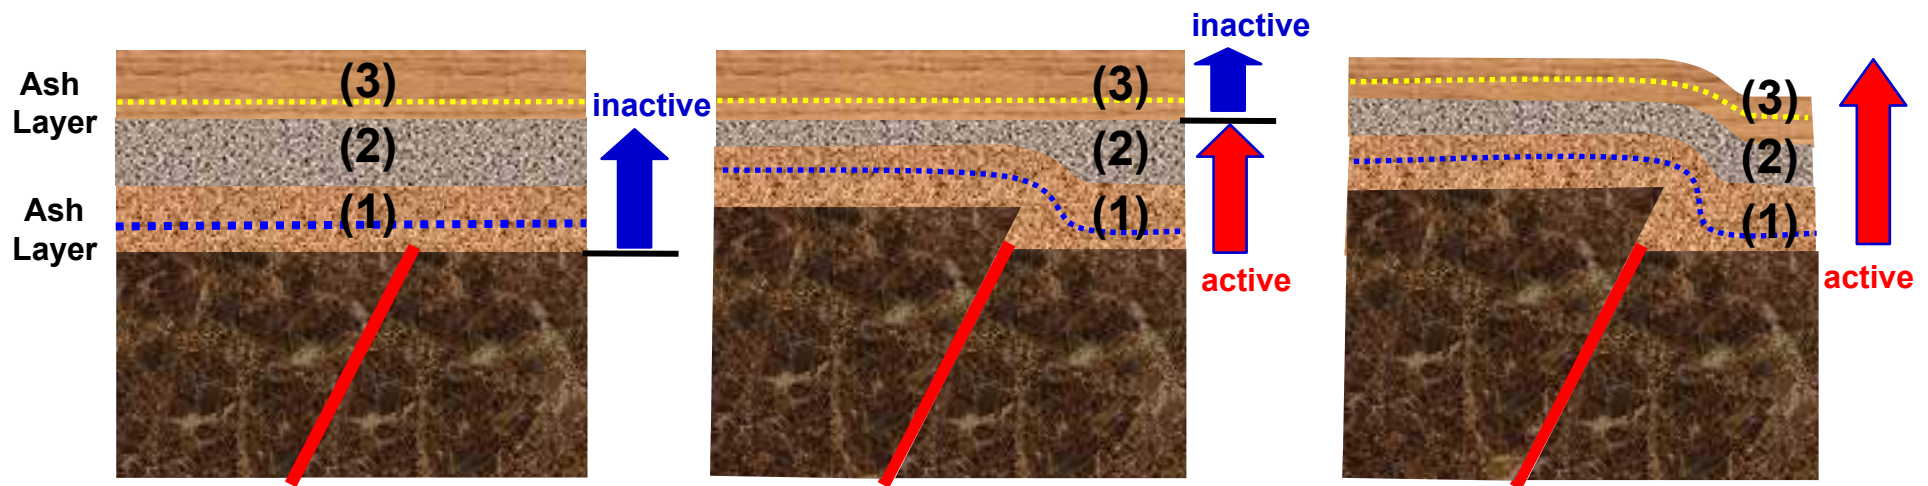 Ash
Layer
(3)
(2)
(1)
Ash
Layer
inactive
(3)
(2)
(1)
inactive
active
(3)
(2)
(1)
active